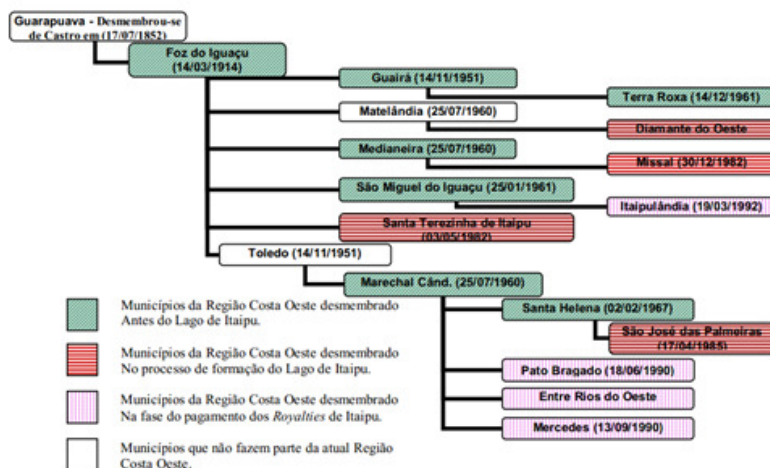 Guarapuava - Desmembrou-se
de Castro em (17/07/1852)
Foz do Iguaçu
(14/03/1914)
Guairá (14/11/1951)
Terra Roxa (14/12/1961)
Matelândia (25/07/1960)
Diamante do Oeste
Medianeira (25/07/1960)
Missal (30/12/1982)
São Miguel do Iguaçu (25/01/1961)
Itaipulândia (19/03/1992)
Santa Terezinha de Itaipu
(03/05/1982)
Toledo (14/11/1951)
Marechal Când. (25/07/1960)
Santa Helena (02/02/1967)
São José das Palmeiras
(17/04/1985)
Pato Bragado (18/06/1990)
Entre Rios do Oeste
Mercedes (13/09/1990)
Municípios da Região Costa Oeste desmembrado
Antes do Lago de Itaipu.
Municípios da Região Costa Oeste desmembrado
No processo de formação do Lago de Itaipu.
Municípios da Região Costa Oeste desmembrado
Na fase do pagamento dos Royalties de Itaipu.
Municípios que não fazem parte da atual Região
Costa Oeste.